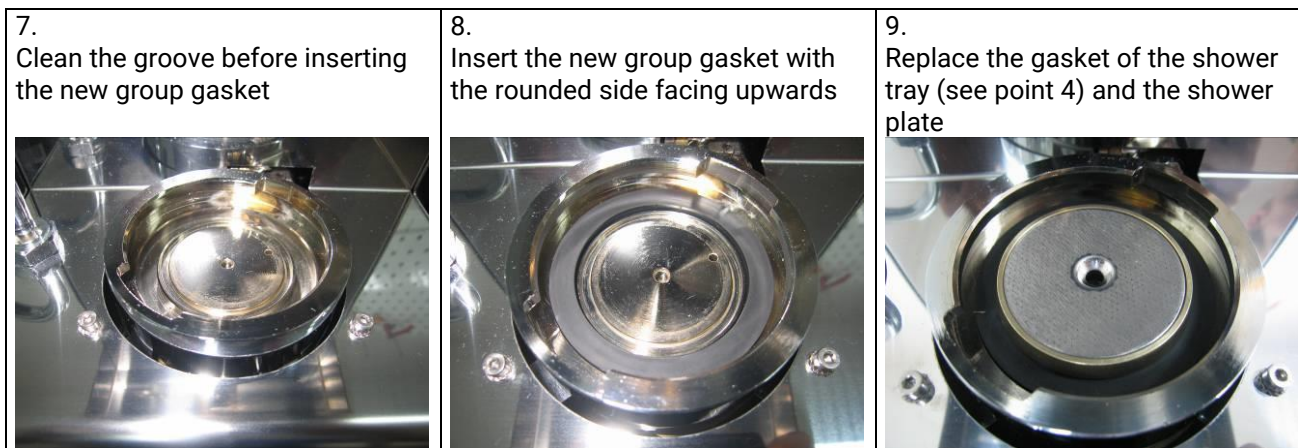 7.
Clean the groove before inserting
the new group gasket
8.
Insert the new group gasket with
the rounded side facing upwards
9.
Replace the gasket of the shower
tray (see point 4) and the shower
plate